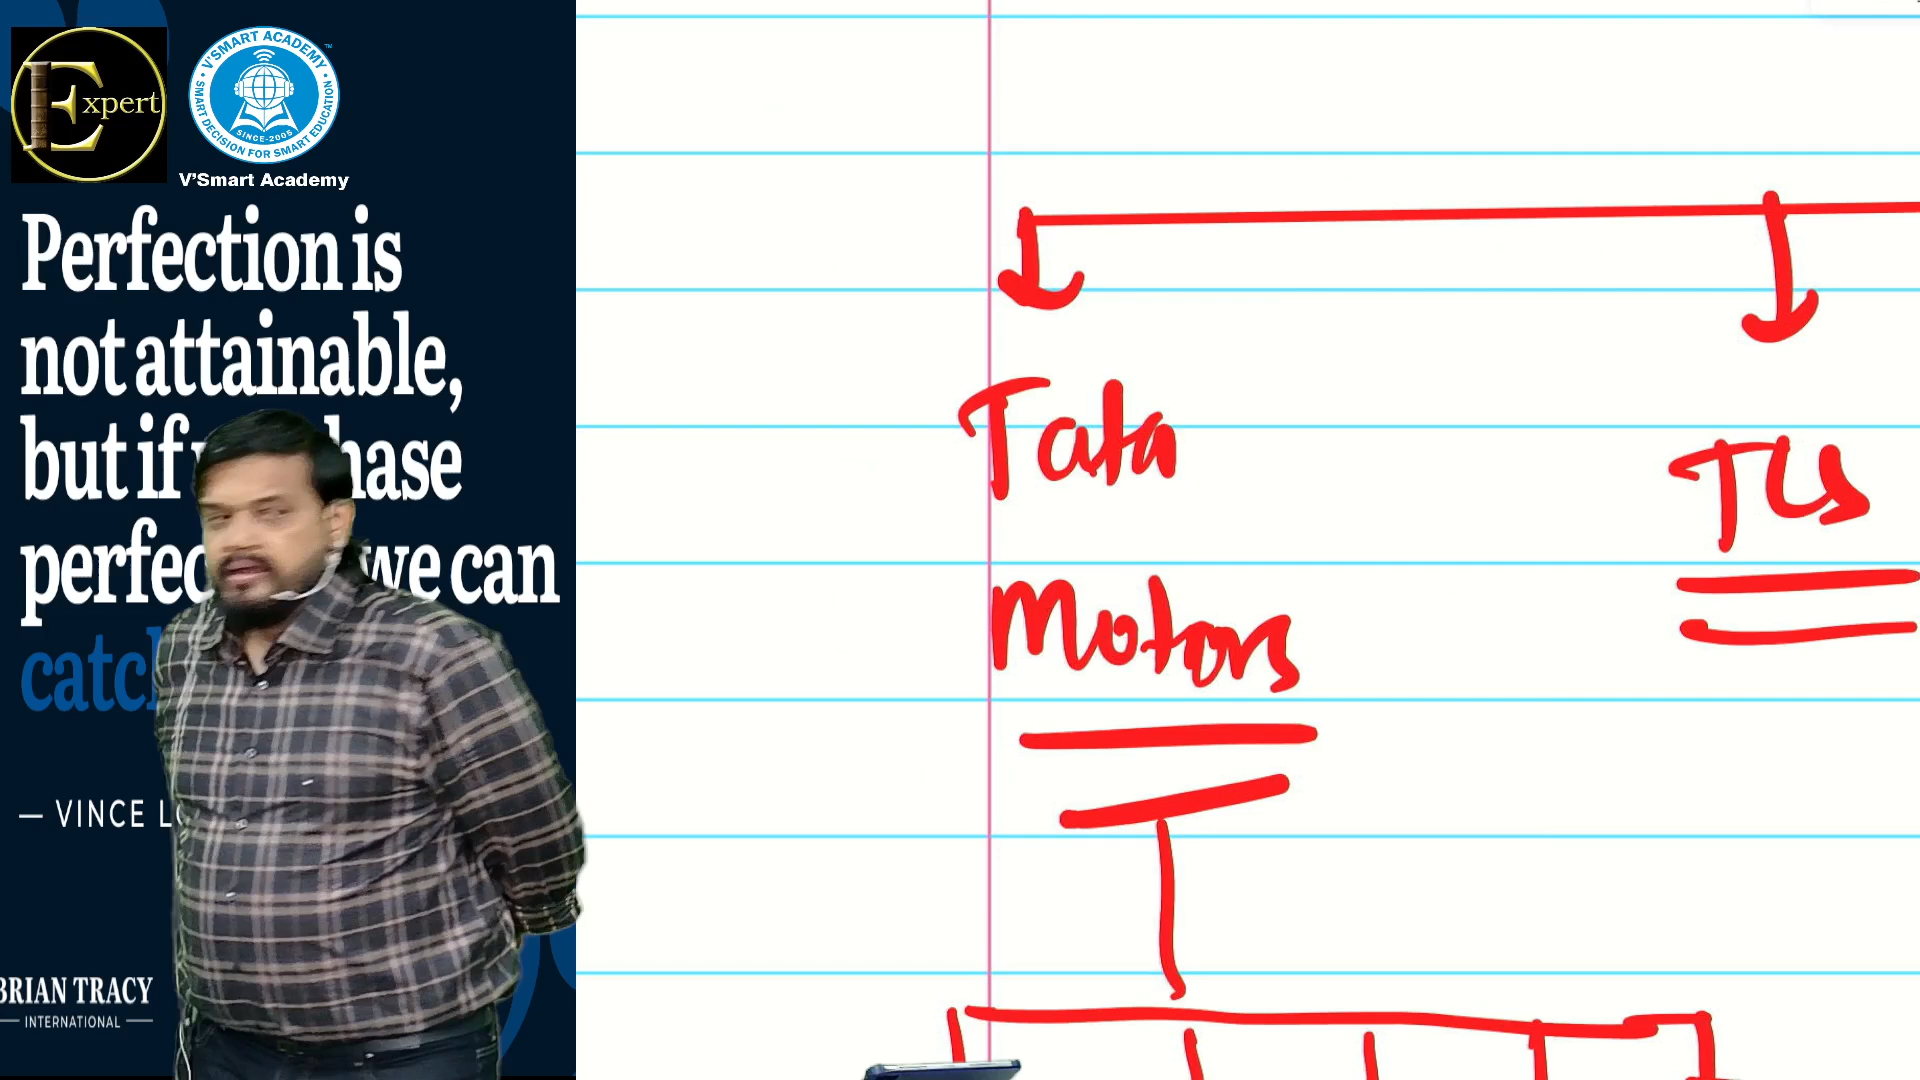 Expert
V'SMART ACADEMY
TM
SMART DECISION FOR SMART EDUCATION
SINCE-2005
V'Smart Academy
Perfection is
not attainable,
but if hase
perfec we can
catc
— VINCE L
BRIAN TRACY
— INTERNATIONAL —
Tata
Motors
TCS